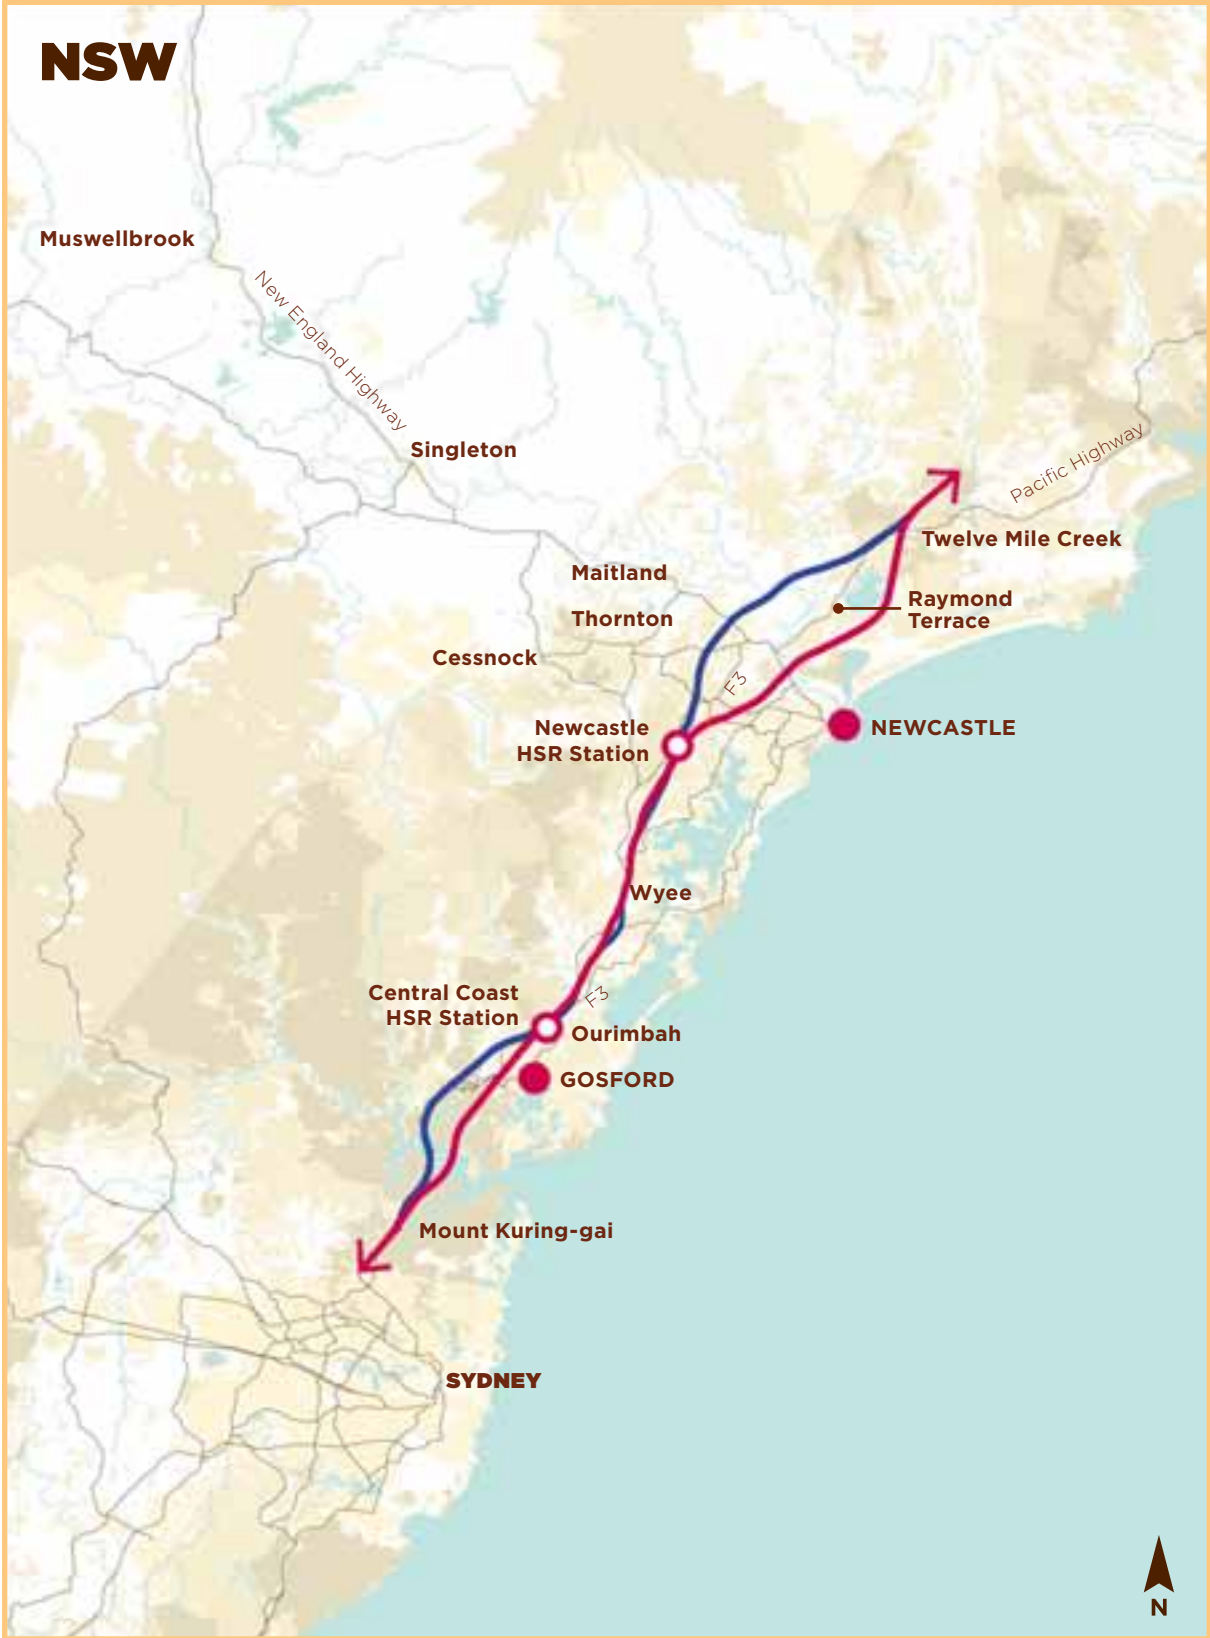 NSW
Muswellbrook
New England Highway
Singleton
Pacific Highway
Twelve Mile Creek
Maitland
Raymond
Terrace
Thornton
Cessnock
F3
Newcastle
HSR Station
NEWCASTLE
Wyee
Central Coast
HSR Station
F3
Ourimbah
GOSFORD
Mount Kuring-gai
SYDNEY
N